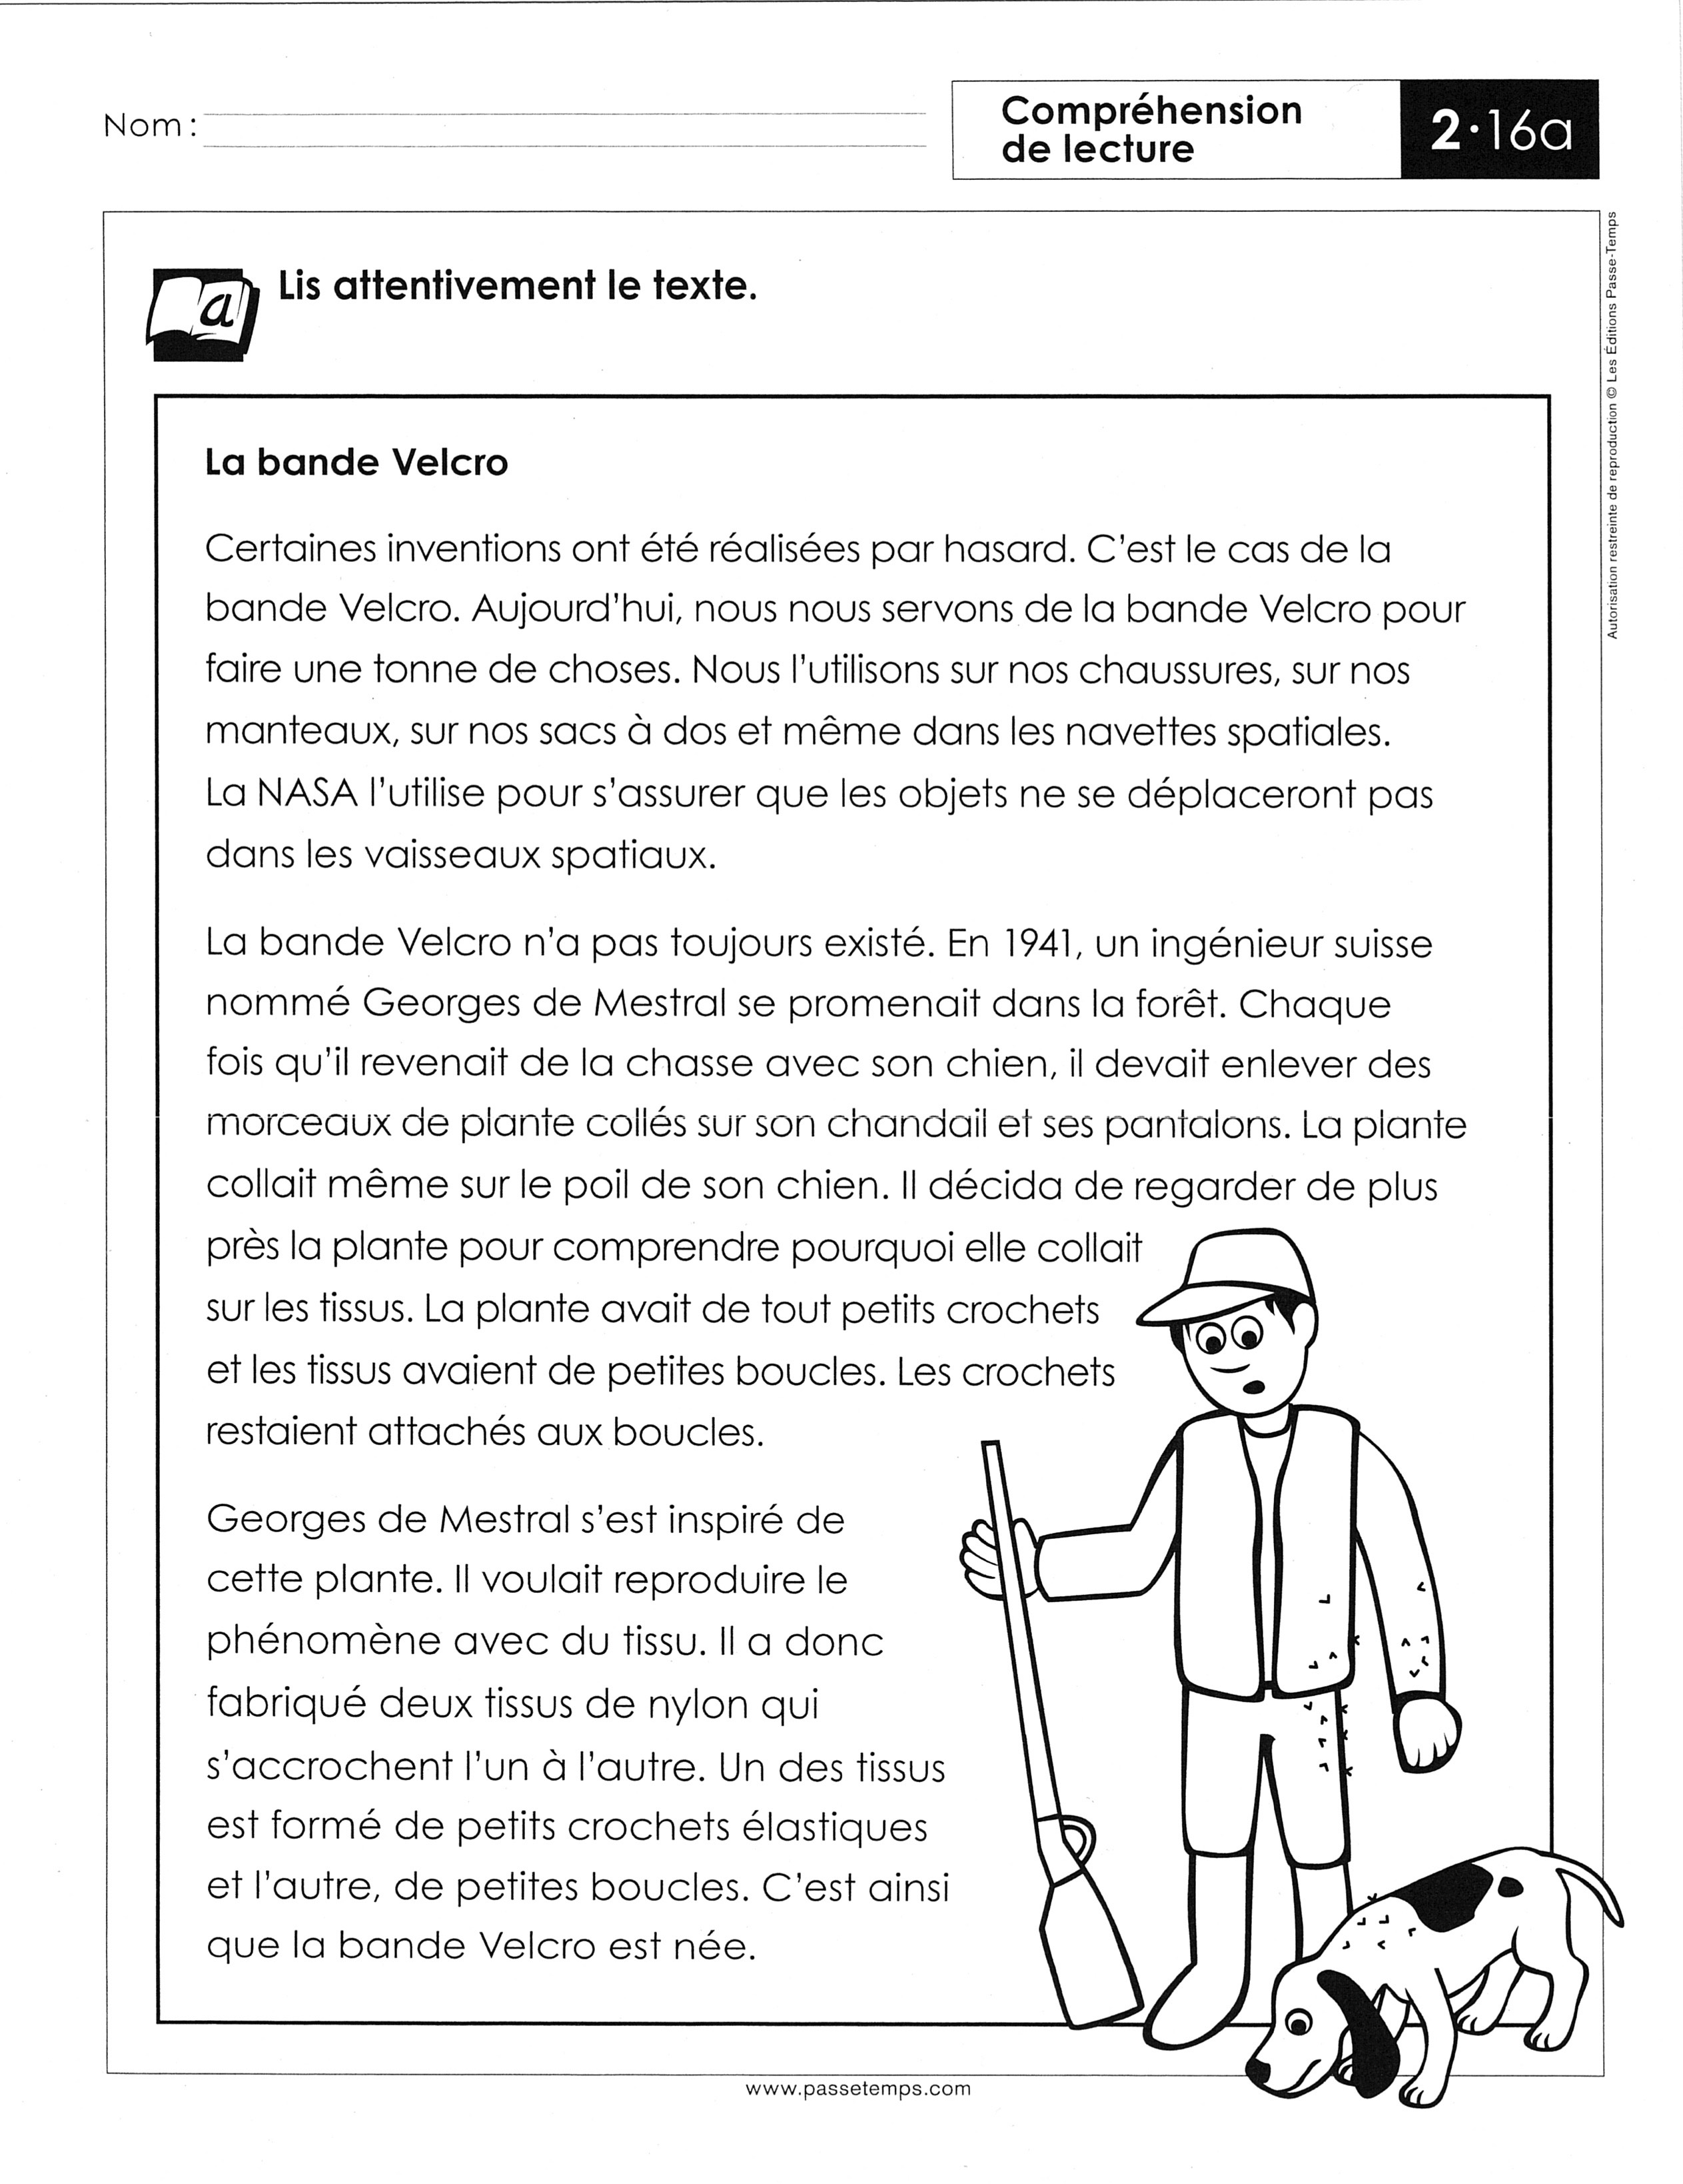 Nom :
Compréhension
de lecture
2·16a
Autorisation restreinte de reproduction © Les Éditions Passe-Temps
a
Lis attentivement le texte.
La bande Velcro
Certaines inventions ont été réalisées par hasard. C'est le cas de la
bande Velcro. Aujourd'hui, nous nous servons de la bande Velcro pour
faire une tonne de choses. Nous l'utilisons sur nos chaussures, sur nos
manteaux, sur nos sacs à dos et même dans les navettes spatiales.
La NASA l'utilise pour s'assurer que les objets ne se déplaceront pas
dans les vaisseaux spatiaux.
La bande Velcro n'a pas toujours existé. En 1941, un ingénieur suisse
nommé Georges de Mestral se promenait dans la forêt. Chaque
fois qu'il revenait de la chasse avec son chien, il devait enlever des
morceaux de plante collés sur son chandail et ses pantalons. La plante
collait même sur le poil de son chien. Il décida de regarder de plus
près la plante pour comprendre pourquoi elle collait
sur les tissus. La plante avait de tout petits crochets
et les tissus avaient de petites boucles. Les crochets
restaient attachés aux boucles.
Georges de Mestral s'est inspiré de
cette plante. Il voulait reproduire le
phénomène avec du tissu. Il a donc
fabriqué deux tissus de nylon qui
s'accrochent l'un à l'autre. Un des tissus
est formé de petits crochets élastiques
et l'autre, de petites boucles. C'est ainsi
que la bande Velcro est née.
www.passetemps.com